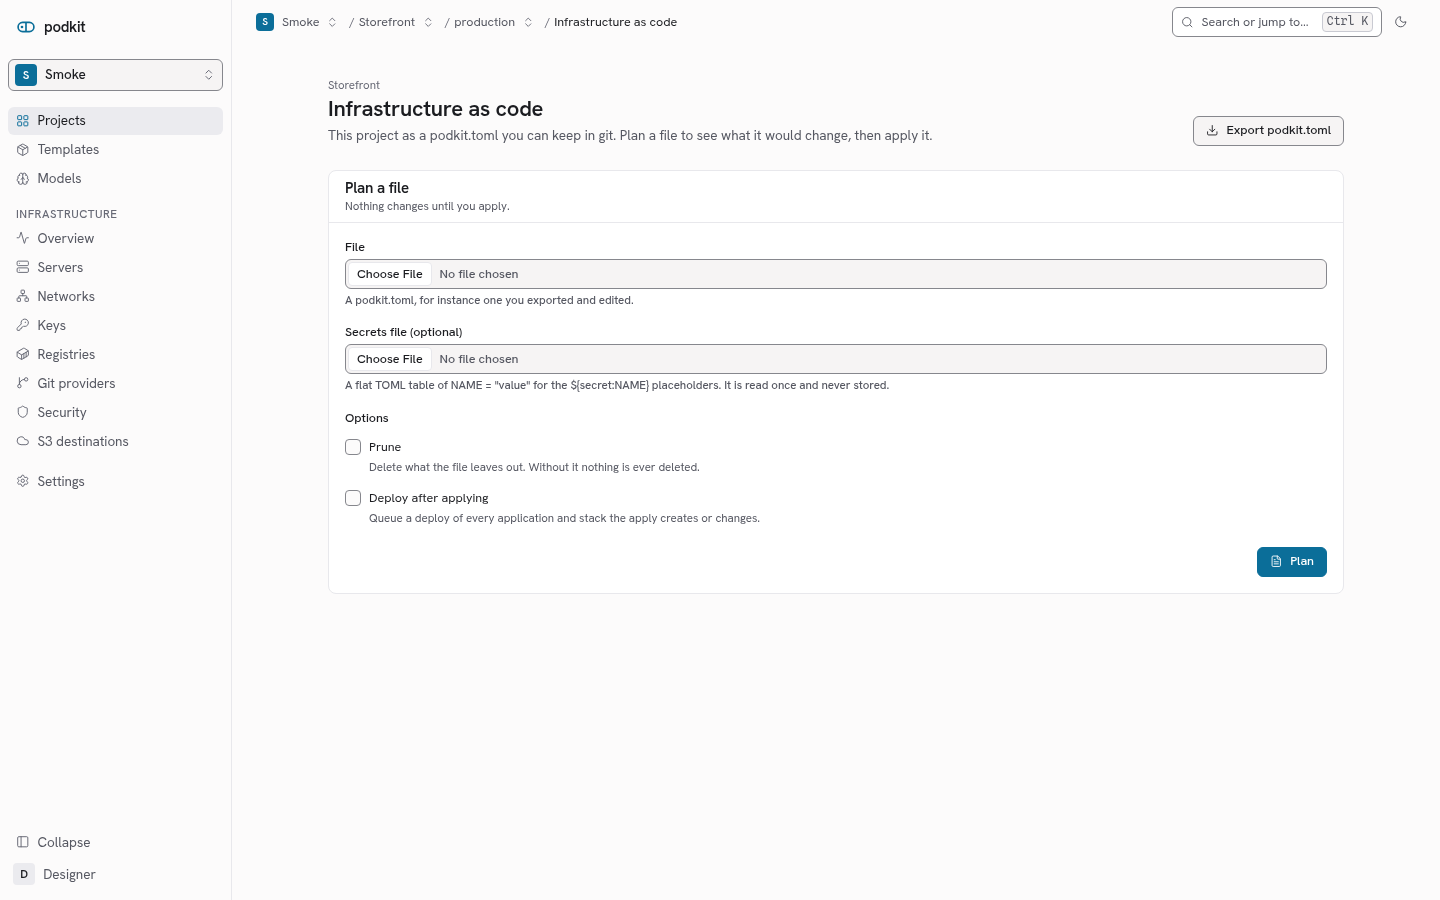 podkit
S Smoke
Projects
Templates
Models
INFRASTRUCTURE
Overview
Servers
Networks
Keys
Registries
Git providers
Security
S3 destinations
Settings
Collapse
D Designer
S Smoke / Storefront / production / Infrastructure as code
Search or jump to... Ctrl K
Storefront
Infrastructure as code
This project as a podkit.toml you can keep in git. Plan a file to see what it would change, then apply it.
Export podkit.toml
Plan a file
Nothing changes until you apply.
File
Choose File No file chosen
A podkit.toml, for instance one you exported and edited.
Secrets file (optional)
Choose File No file chosen
A flat TOML table of NAME = "value" for the ${secret:NAME} placeholders. It is read once and never stored.
Options
Prune
Delete what the file leaves out. Without it nothing is ever deleted.
Deploy after applying
Queue a deploy of every application and stack the apply creates or changes.
Plan